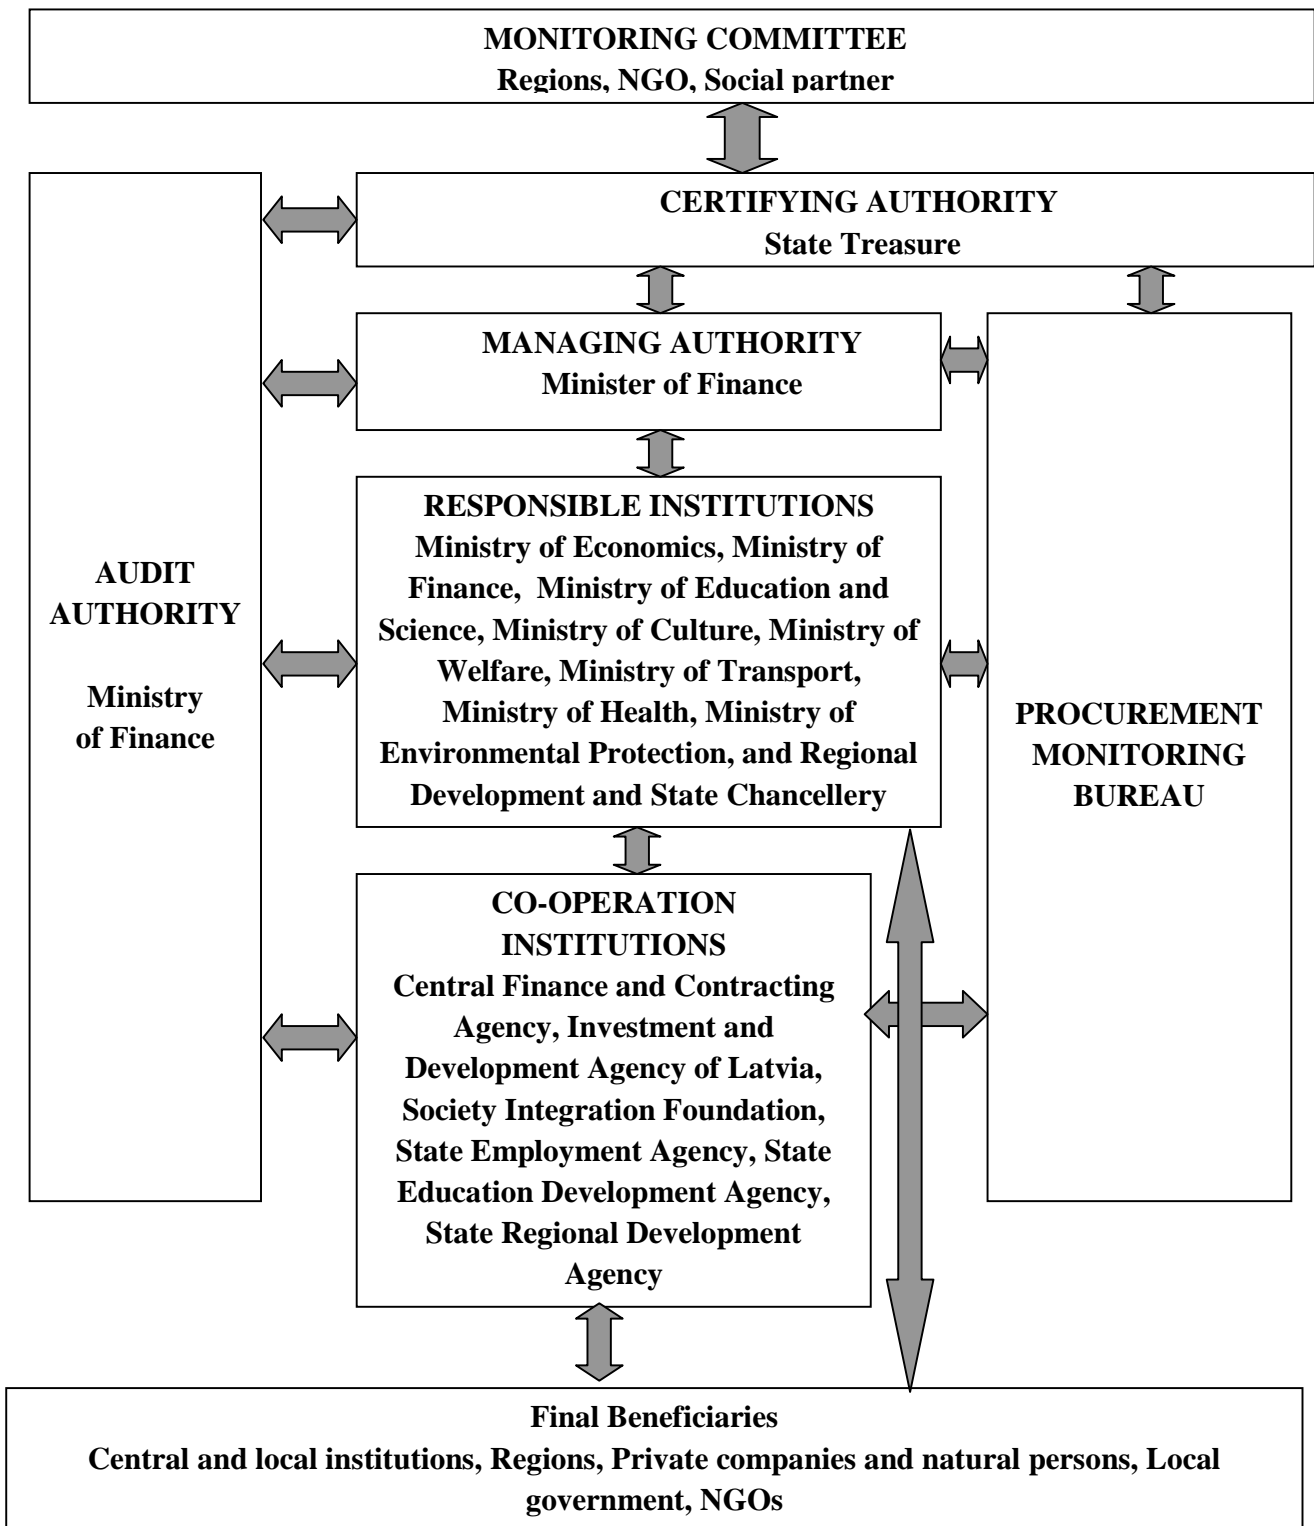 MONITORING COMMITTEE
Regions, NGO, Social partner
CERTIFYING AUTHORITY
State Treasure
MANAGING AUTHORITY
Minister of Finance
RESPONSIBLE INSTITUTIONS
Ministry of Economics, Ministry of
Finance, Ministry of Education and
Science, Ministry of Culture, Ministry of
Welfare, Ministry of Transport,
Ministry of Health, Ministry of
Environmental Protection, and Regional
Development and State Chancellery
AUDIT
AUTHORITY
Ministry
of Finance
PROCUREMENT
MONITORING
BUREAU
CO-OPERATION
INSTITUTIONS
Central Finance and Contracting
Agency, Investment and
Development Agency of Latvia,
Society Integration Foundation,
State Employment Agency, State
Education Development Agency,
State Regional Development
Agency
Final Beneficiaries
Central and local institutions, Regions, Private companies and natural persons, Local
government, NGOs